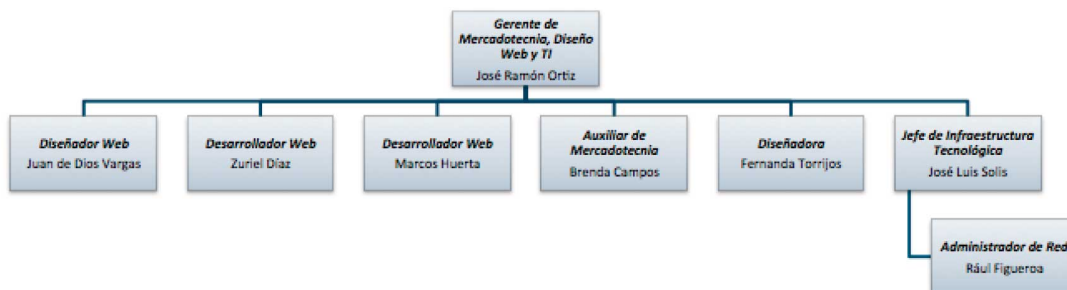 Gerente de
Mercadotecnia, Diseño
Web y TI
José Ramón Ortiz
Diseñador Web
Juan de Dios Vargas
Desarrollador Web
Zuriel Díaz
Desarrollador Web
Marcos Huerta
Auxiliar de
Mercadotecnia
Brenda Campos
Diseñadora
Fernanda Torrijos
Jefe de Infraestructura
Tecnológica
José Luis Solis
Administrador de Red
Rául Figueroa